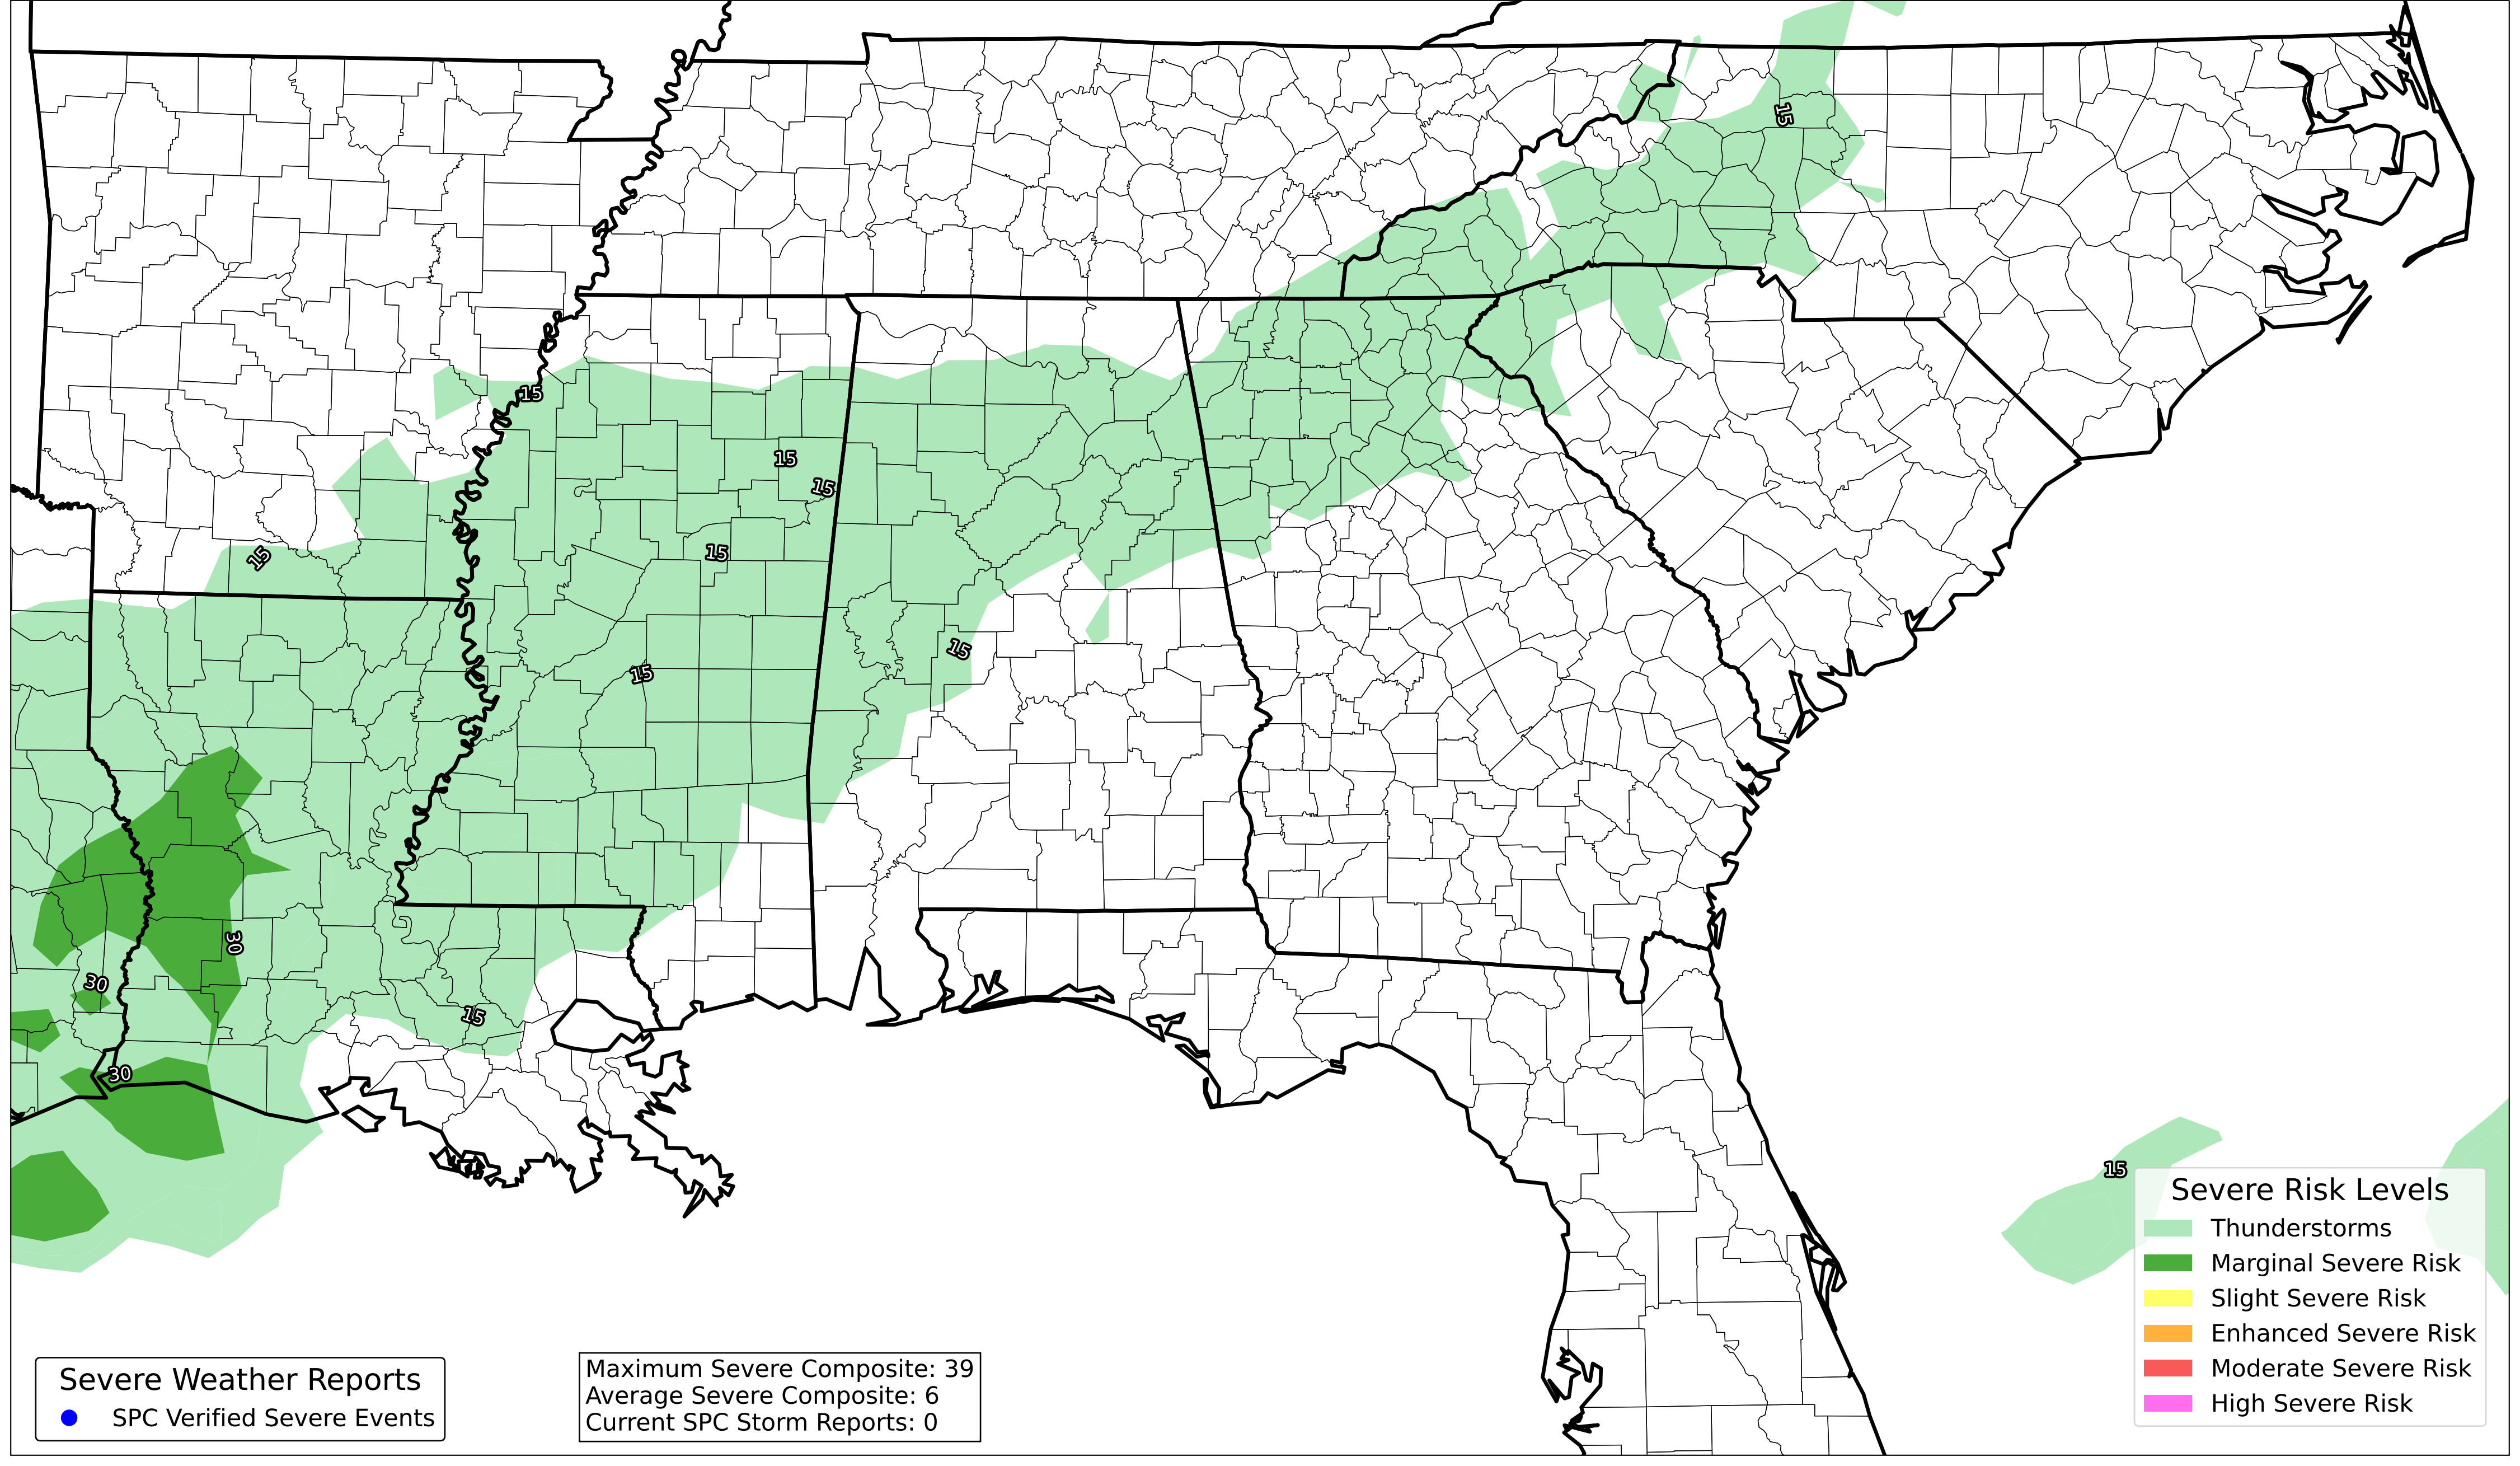 15
15
15
15
15
15
15
15
30
30
15
30
15
Severe Risk Levels
Thunderstorms
Marginal Severe Risk
Slight Severe Risk
Enhanced Severe Risk
Moderate Severe Risk
High Severe Risk
Severe Weather Reports
SPC Verified Severe Events
Maximum Severe Composite: 39
Average Severe Composite: 6
Current SPC Storm Reports: 0